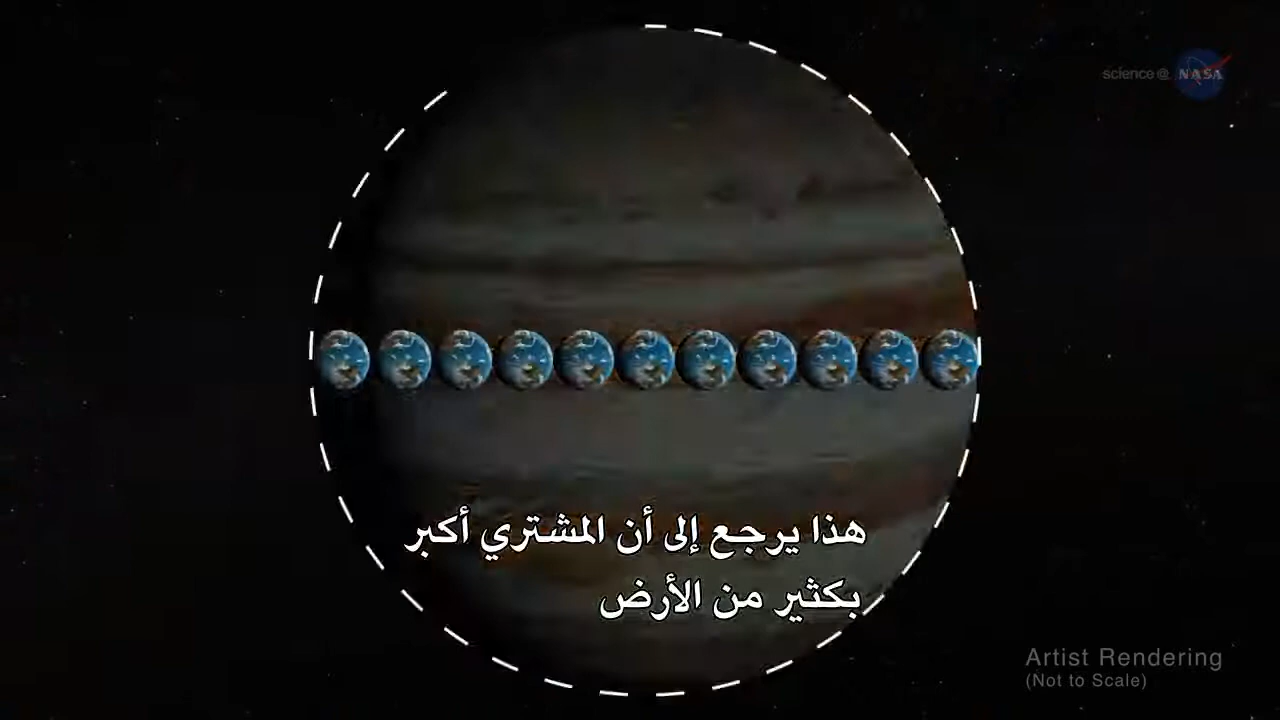 science@ NASA
هذا يرجع إلى أن المشتري أكبر
بكثير من الأرض
Artist Rendering
(Not to Scale)